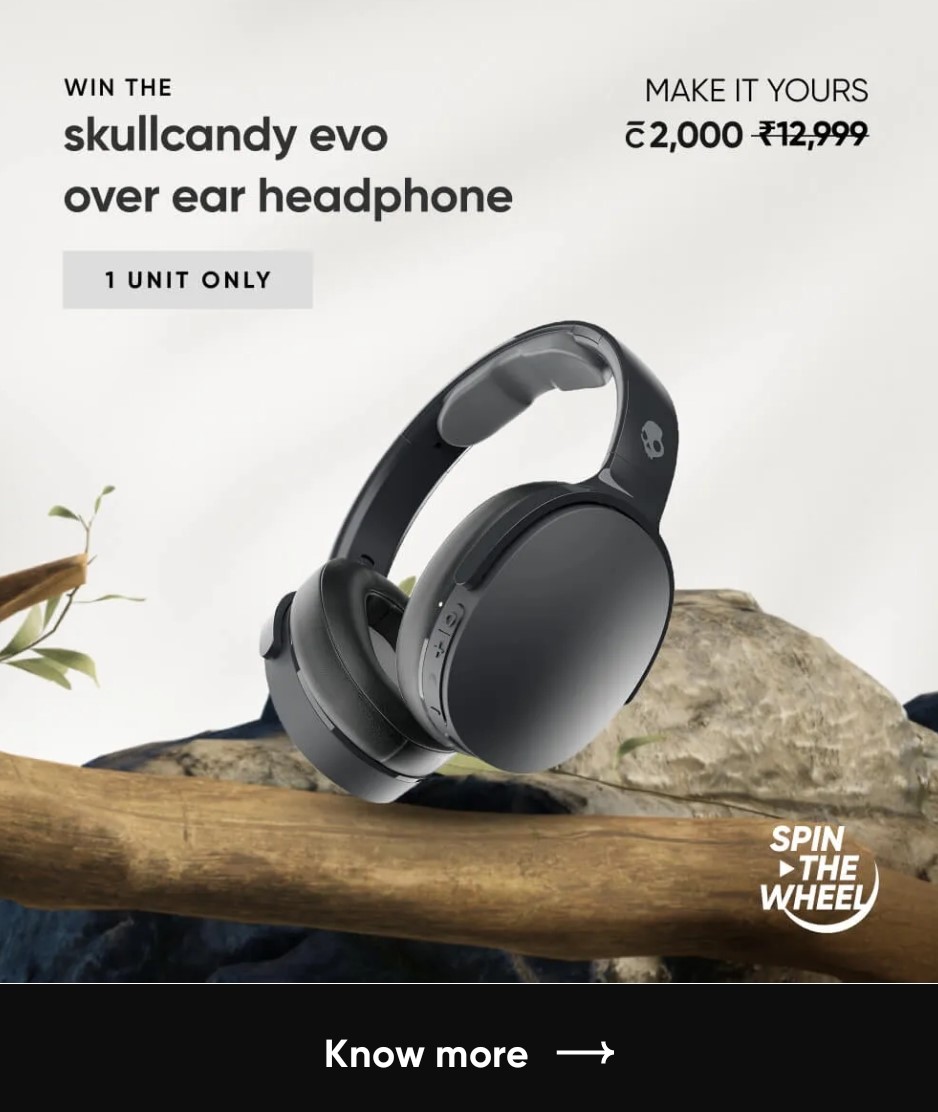 WIN THE
skullcandy evo
over ear headphone
1 UNIT ONLY
MAKE IT YOURS
c̄ 2,000 ₹12,999
SPIN
▶THE
WHEEL
Know more →